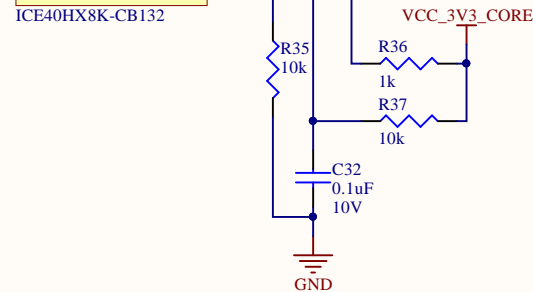 ICE40HX8K-CB132
VCC_3V3_CORE
R35
10k
R36
1k
R37
10k
C32
0.1uF
10V
GND